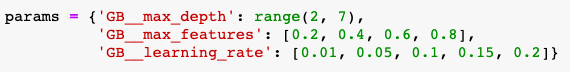 params = {'GB__max_depth': range(2, 7),
'GB__max_features': [0.2, 0.4, 0.6, 0.8],
'GB__learning_rate': [0.01, 0.05, 0.1, 0.15, 0.2]}